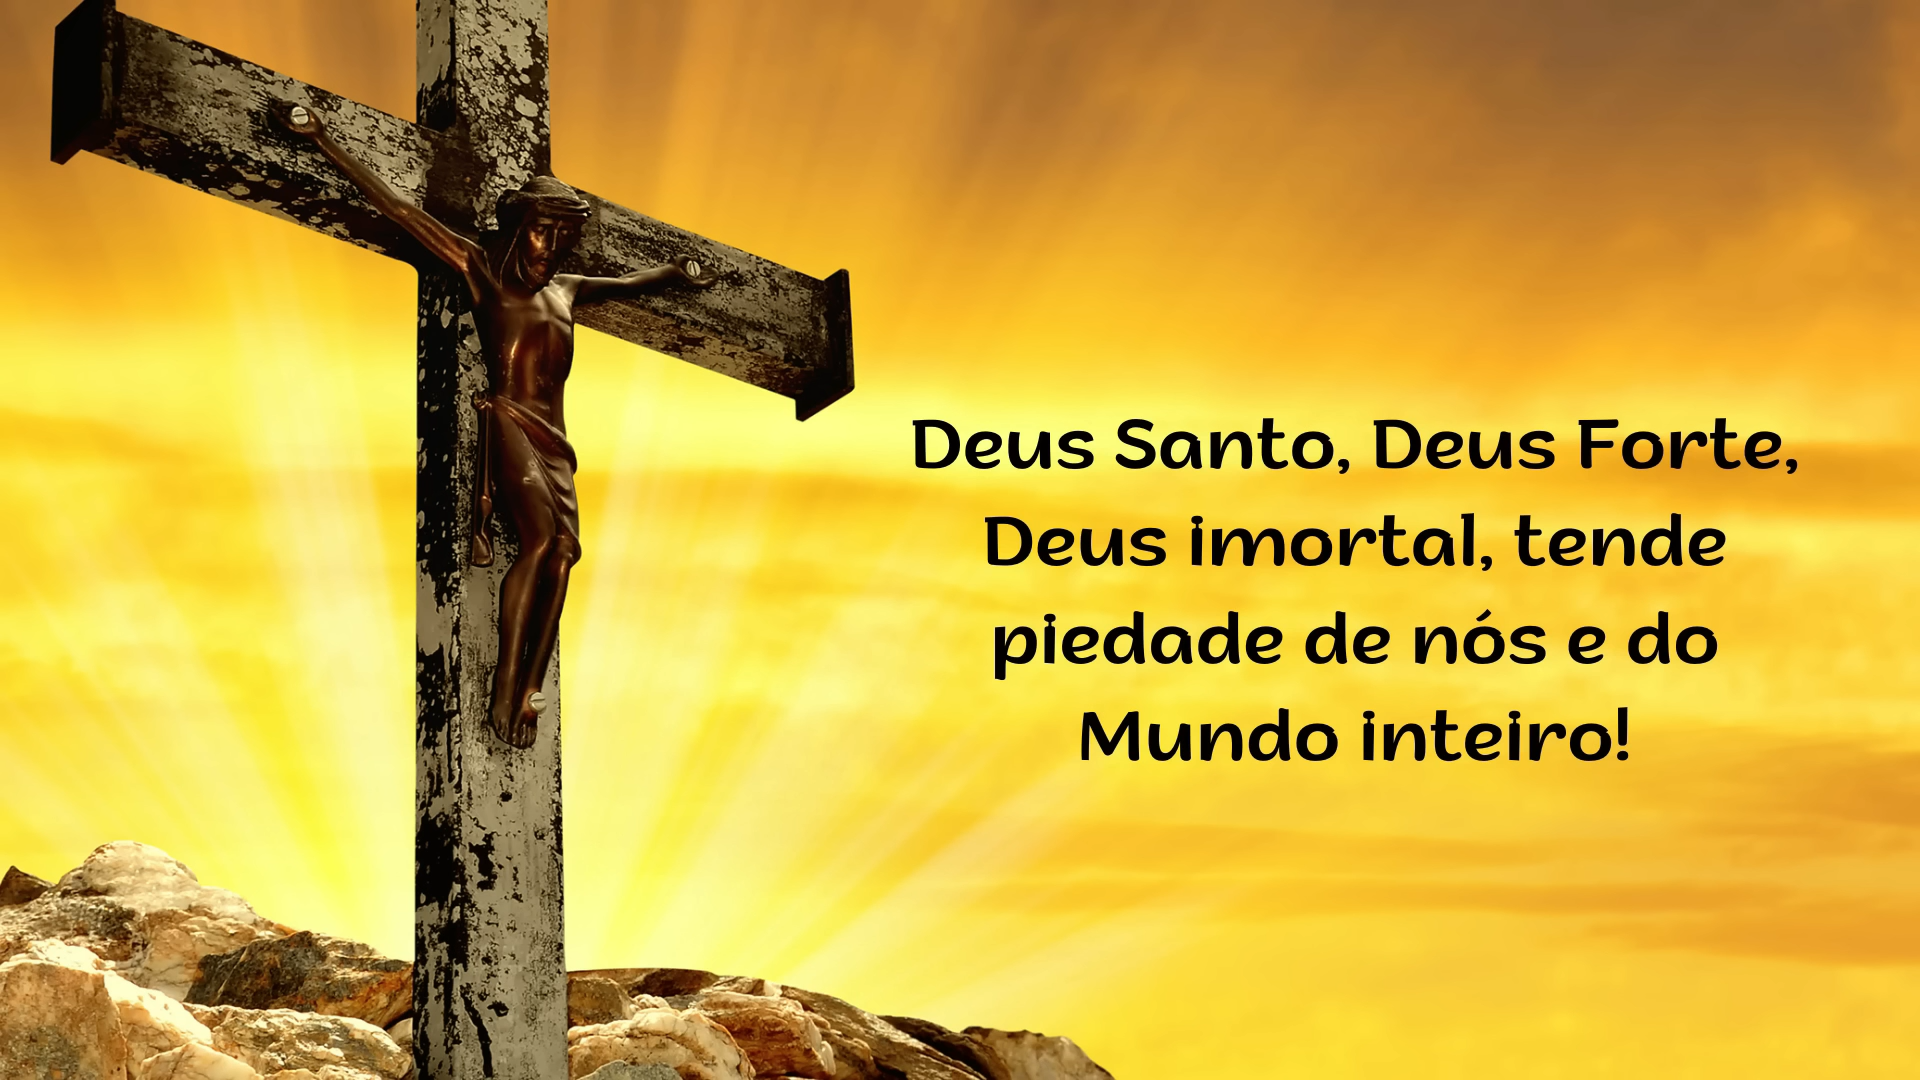 Deus Santo, Deus Forte,
Deus imortal, tende
piedade de nós e do
Mundo inteiro!